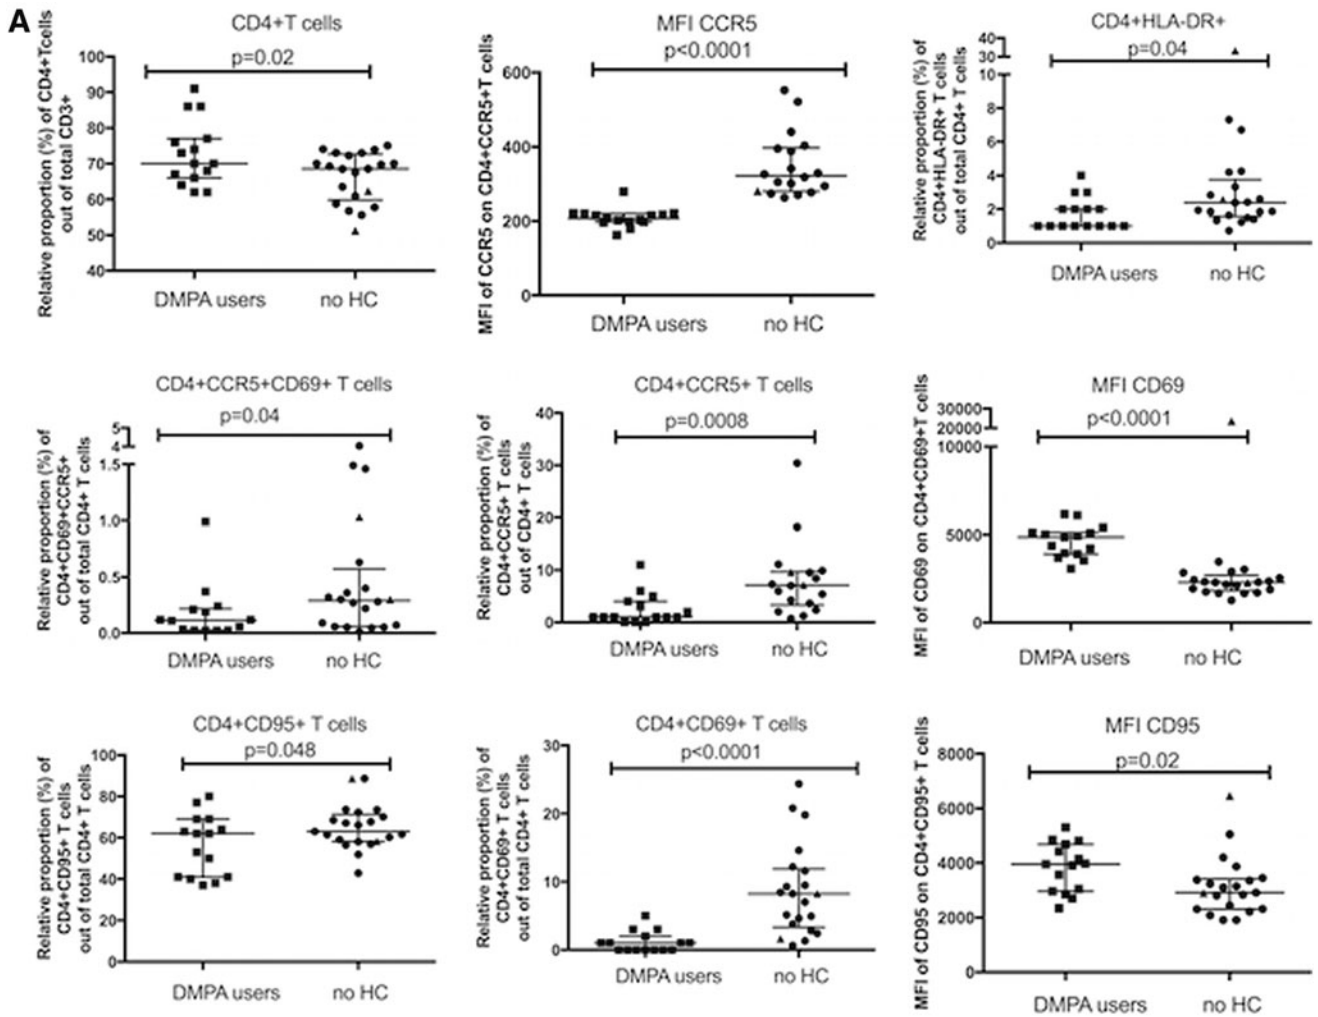 A
CD4+T cells
p=0.02
Relative proportion (%) of CD4+Tcells
out of total CD3+
100
90
80
70
60
50
40
DMPA users
no HC
MFI CCR5
p<0.0001
MFI of CCR5 on CD4+CCR5+T cells
600
400
200
0
DMPA users
no HC
CD4+HLA-DR+
p=0.04
Relative proportion (%) of
CD4+HLA-DR+ T cells
out of total CD4+ T cells
40
30
10
8
6
4
2
0
DMPA users
no HC
CD4+CCR5+CD69+ T cells
p=0.04
Relative proportion (%) of
CD4+CD69+CCR5+
out of total CD4+ T cells
5
4
1.5
1.0
0.5
0.0
DMPA users
no HC
CD4+CCR5+ T cells
p=0.0008
Relative proportion (%) of
CD4+CCR5+ T cells
out of CD4+ T cells
40
30
20
10
0
DMPA users
no HC
MFI CD69
p<0.0001
MFI of CD69 on CD4+CD69+T cells
30000
20000
10000
5000
0
DMPA users
no HC
CD4+CD95+ T cells
p=0.048
Relative proportion (%) of
CD4+CD95+ T cells
out of total CD4+ T cells
100
80
60
40
20
0
DMPA users
no HC
CD4+CD69+ T cells
p<0.0001
Relative proportion (%) of
CD4+CD69+ T cells
out of total CD4+ T cells
30
20
10
0
DMPA users
no HC
MFI CD95
p=0.02
MFI of CD95 on CD4+CD95+ T cells
8000
6000
4000
2000
0
DMPA users
no HC